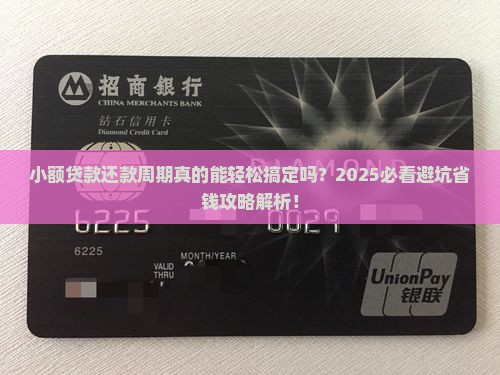 招商銀行
CHINA MERCHANTS BANK
钻石信用卡
Diamond Credit Card
小额贷款还款周期真的能轻松搞定吗？2025必看避坑省
钱攻略解析！
6225 0029
6225
MONTH/YEAR
VALID
THRU
UnionPay
银联